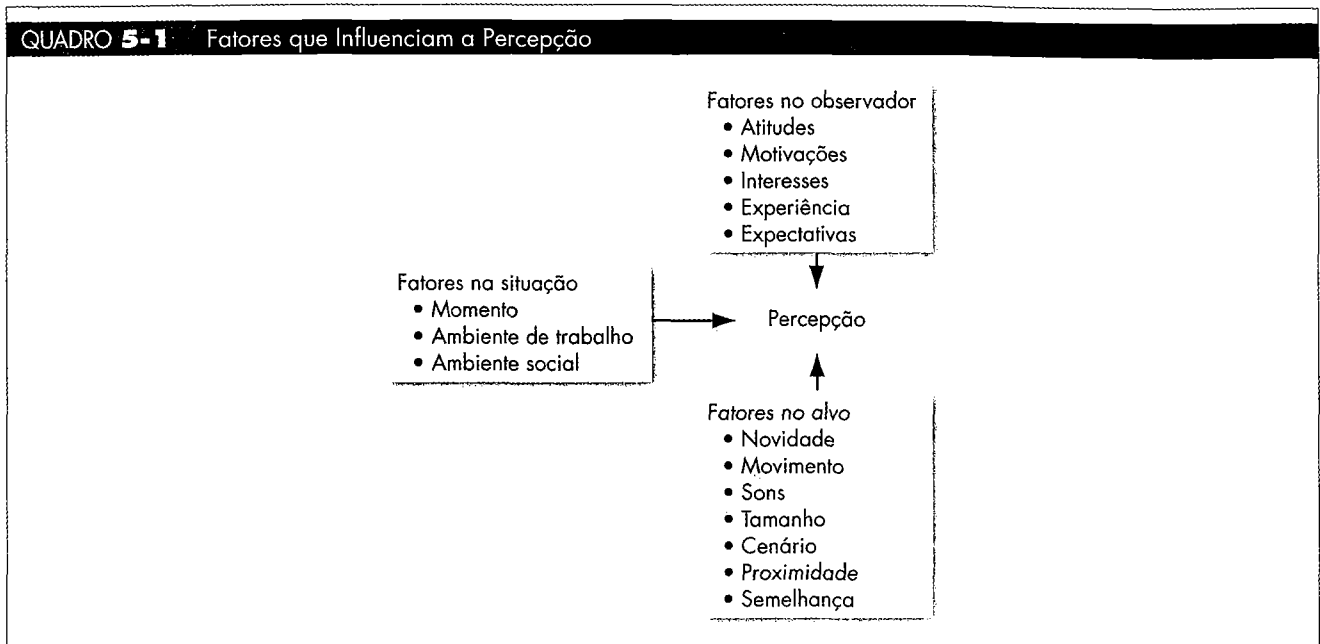 QUADRO 5-1 Fatores que Influenciam a Percepção
Fatores no observador
• Atitudes
• Motivações
• Interesses
• Experiência
• Expectativas
Fatores na situação
• Momento
• Ambiente de trabalho
• Ambiente social
Percepção
Fatores no alvo
• Novidade
• Movimento
• Sons
• Tamanho
• Cenário
• Proximidade
• Semelhança